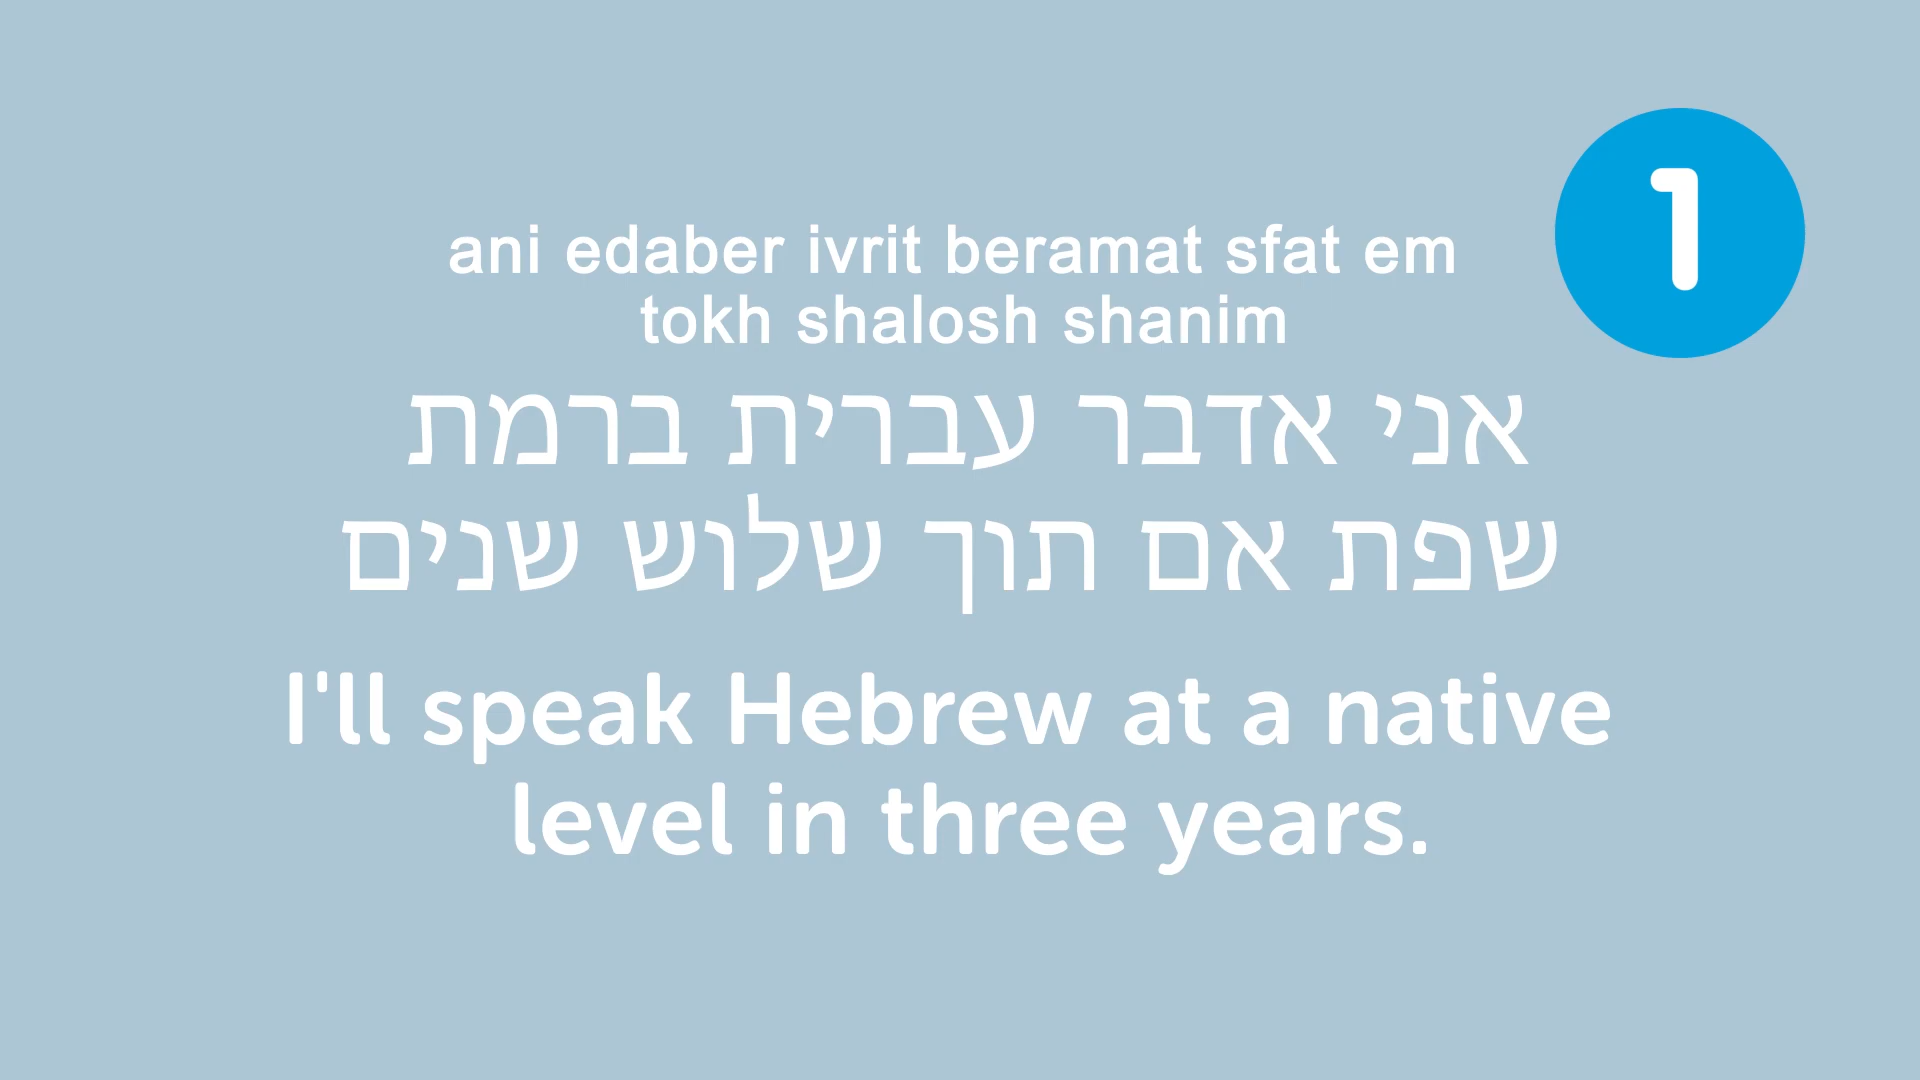 1
ani edaber ivrit beramat sfat em
tokh shalosh shanim
אני אדבר עברית ברמת
שפת אם תוך שלוש שנים
I'll speak Hebrew at a native
level in three years.